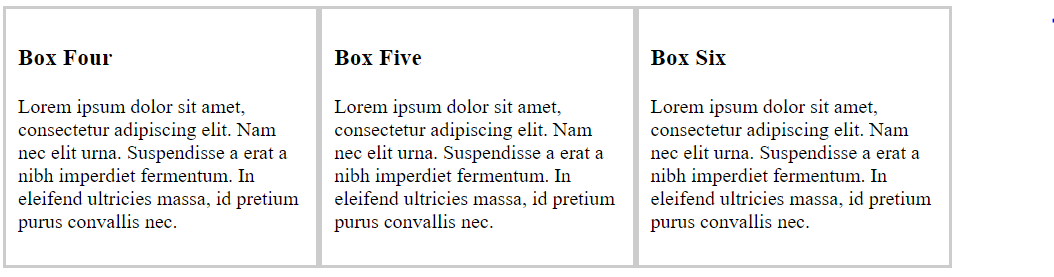 Box Four
Lorem ipsum dolor sit amet,
consectetur adipiscing elit. Nam
nec elit urna. Suspendisse a erat a
nibh imperdiet fermentum. In
eleifend ultricies massa, id pretium
purus convallis nec.
Box Five
Lorem ipsum dolor sit amet,
consectetur adipiscing elit. Nam
nec elit urna. Suspendisse a erat a
nibh imperdiet fermentum. In
eleifend ultricies massa, id pretium
purus convallis nec.
Box Six
Lorem ipsum dolor sit amet,
consectetur adipiscing elit. Nam
nec elit urna. Suspendisse a erat a
nibh imperdiet fermentum. In
eleifend ultricies massa, id pretium
purus convallis nec.